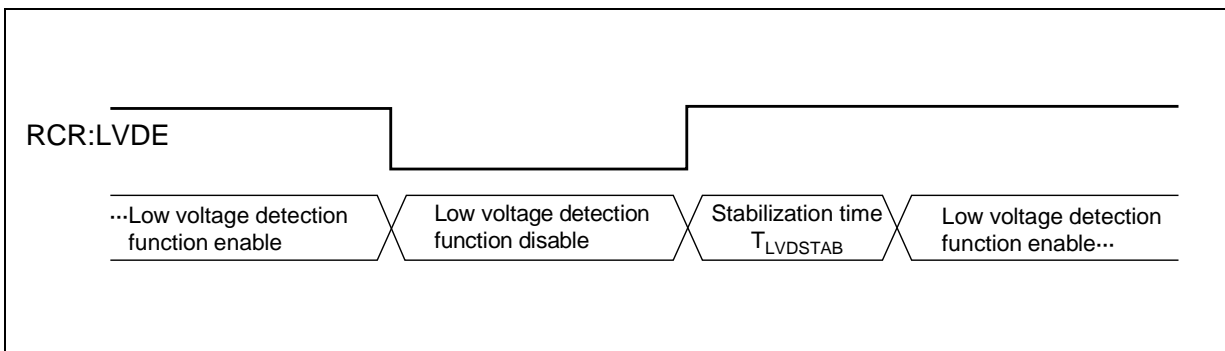 RCR:LVDE
···Low voltage detection
function enable
Low voltage detection
function disable
Stabilization time
TLVDSTAB
Low voltage detection
function enable···